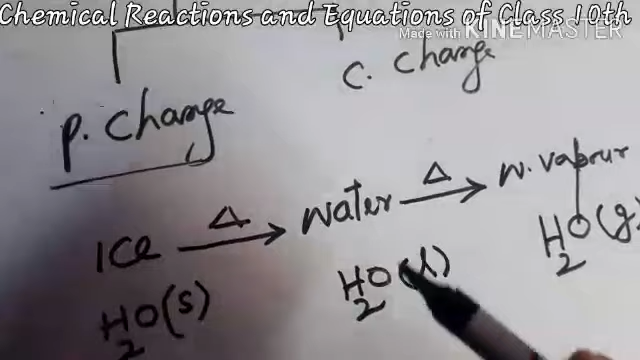 Chemical Reactions and Equations of Class 10th
Made with KINEMASTER
C. Change
P. Change
Ice Δ→ Water Δ→ W. Vapour
H2O(s) H2O(l) H2O(g)